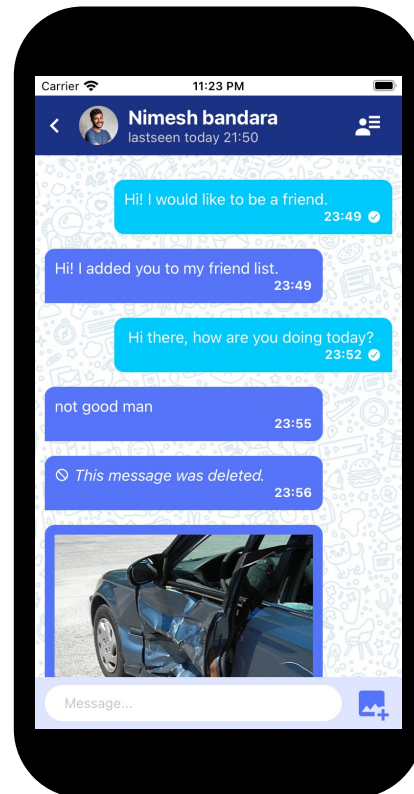 Carrier 11:23 PM
Nimesh bandara
lastseen today 21:50
Hi! I would like to be a friend.
23:49
Hi! I added you to my friend list.
23:49
Hi there, how are you doing today?
23:52
not good man
23:55
This message was deleted.
23:56
Message...